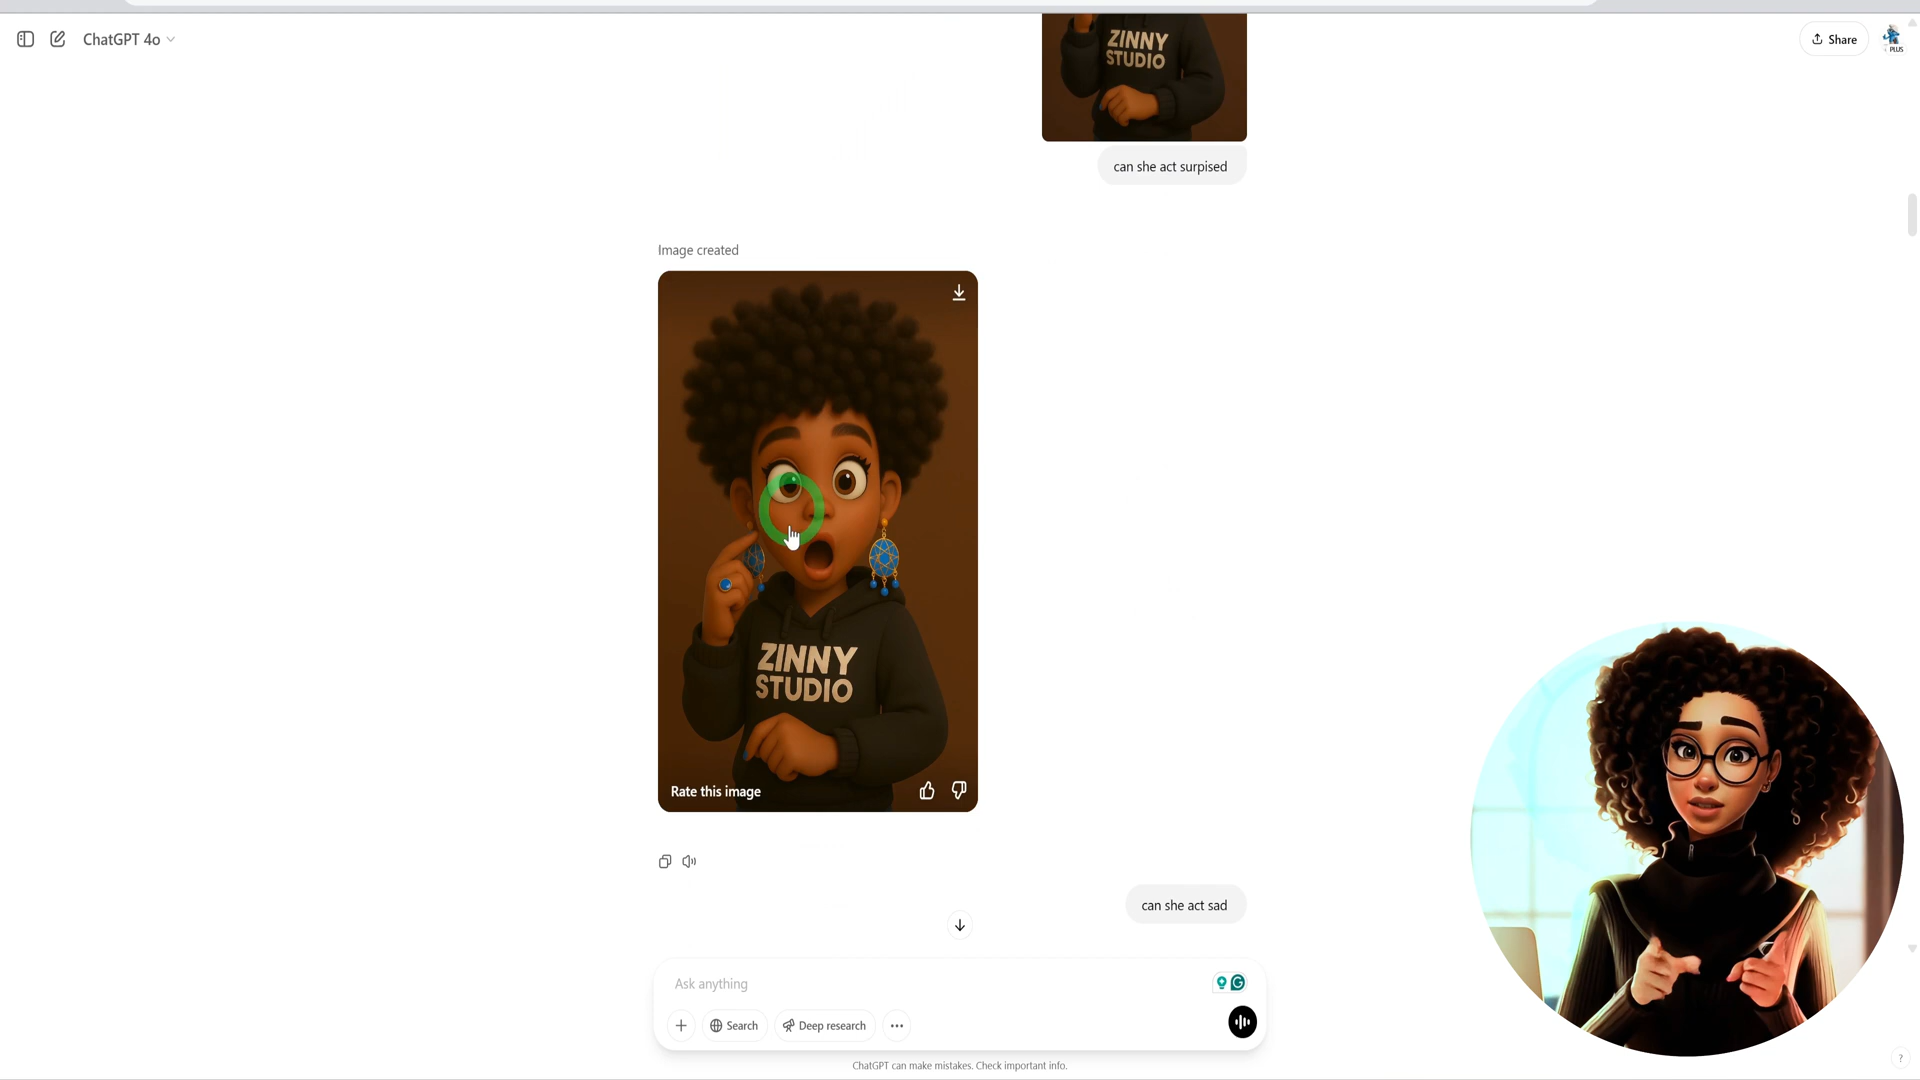 ChatGPT 4o
Share
PLUS
ZINNY
STUDIO
can she act surpised
Image created
ZINNY
STUDIO
Rate this image
can she act sad
Ask anything
Search
Deep research
ChatGPT can make mistakes. Check important info.
?